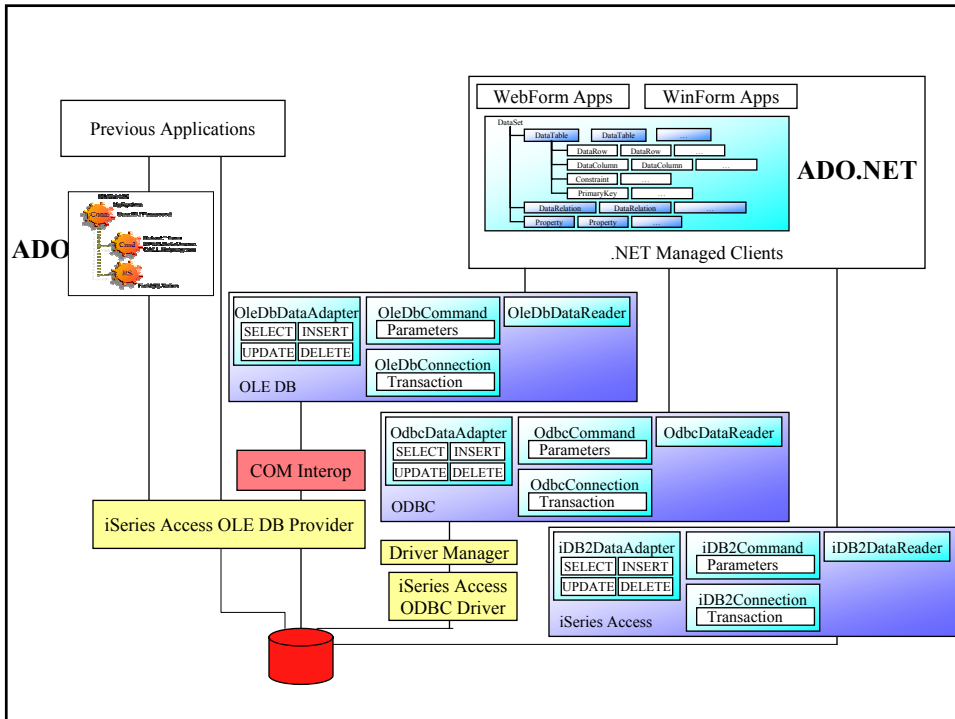 WebForm Apps
WinForm Apps
Previous Applications
DataSet
DataTable
DataTable
...
DataRow
DataRow
...
DataColumn
DataColumn
...
Constraint
...
PrimaryKey
DataRelation
DataRelation
...
Property
Property
...
ADO.NET
.NET Managed Clients
ADO
Conn
Cmd
RS
OleDbDataAdapter
SELECT
INSERT
UPDATE
DELETE
OLE DB
OleDbCommand
Parameters
OleDbConnection
Transaction
OleDbDataReader
COM Interop
iSeries Access OLE DB Provider
OdbcDataAdapter
SELECT
INSERT
UPDATE
DELETE
ODBC
OdbcCommand
Parameters
OdbcConnection
Transaction
OdbcDataReader
Driver Manager
iSeries Access
ODBC Driver
iDB2DataAdapter
SELECT
INSERT
UPDATE
DELETE
iSeries Access
iDB2Command
Parameters
iDB2Connection
Transaction
iDB2DataReader